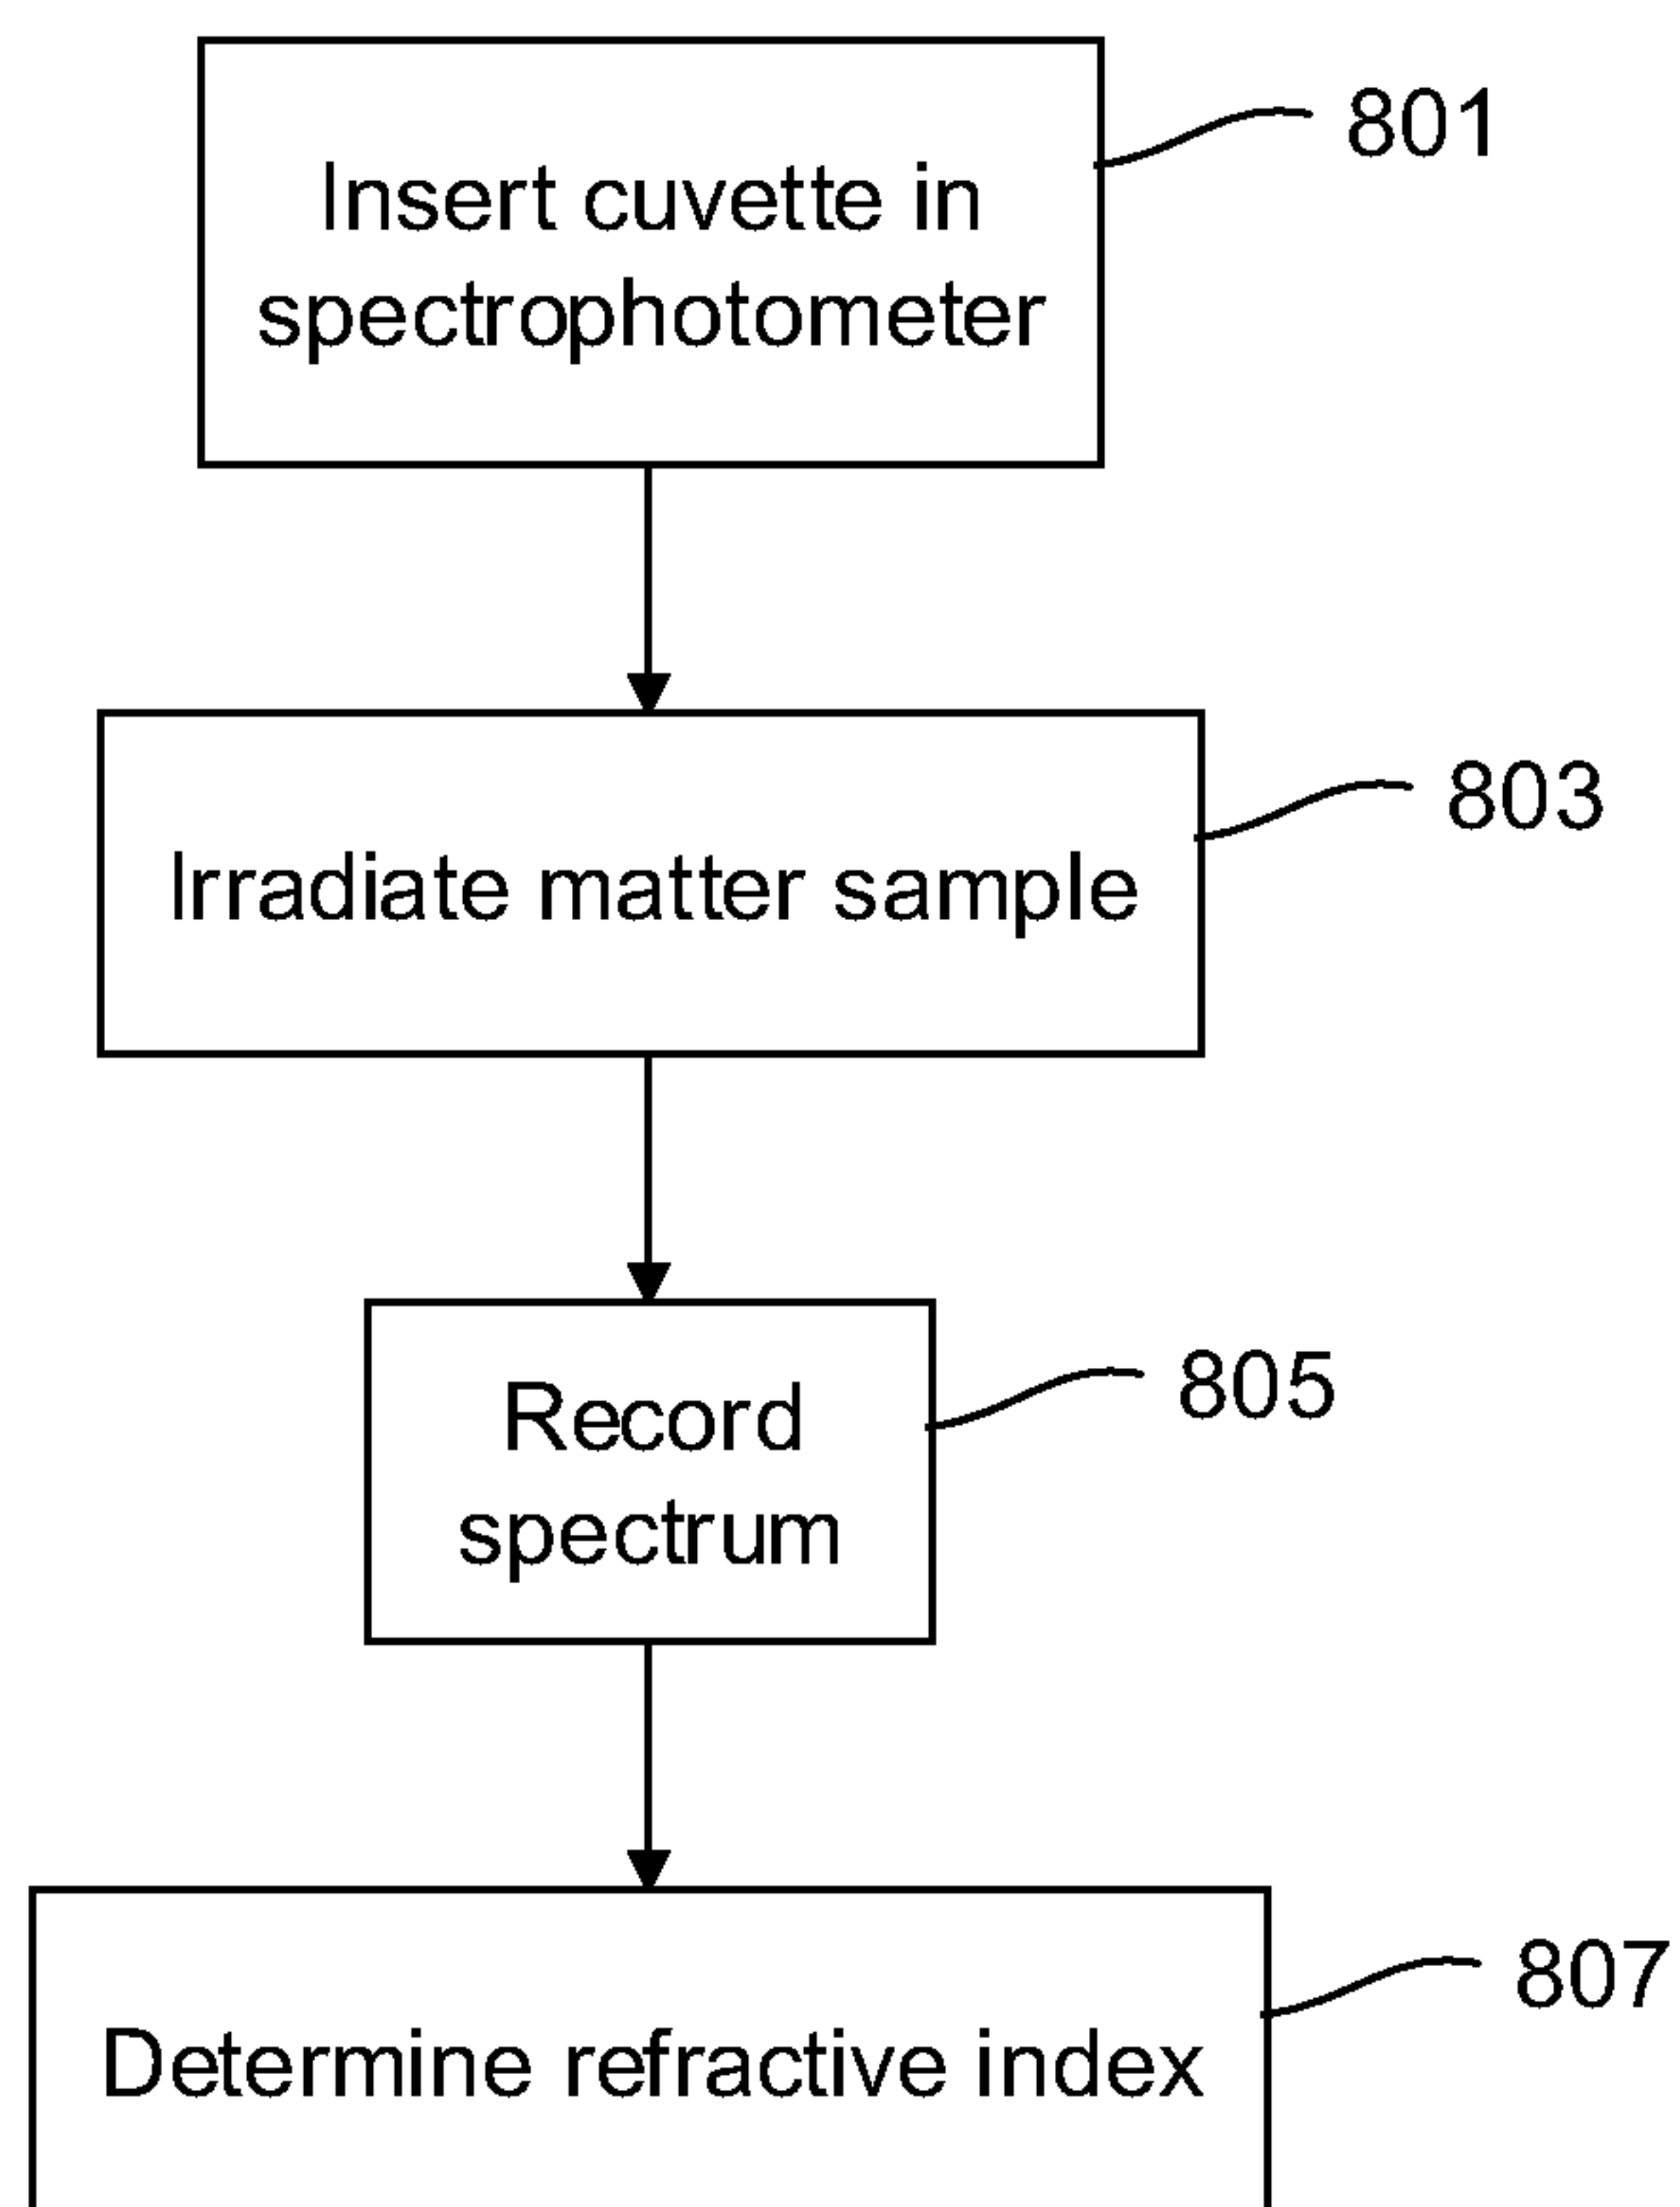 Insert cuvette in
spectrophotometer
801
Irradiate matter sample
803
Record
spectrum
805
Determine refractive index
807